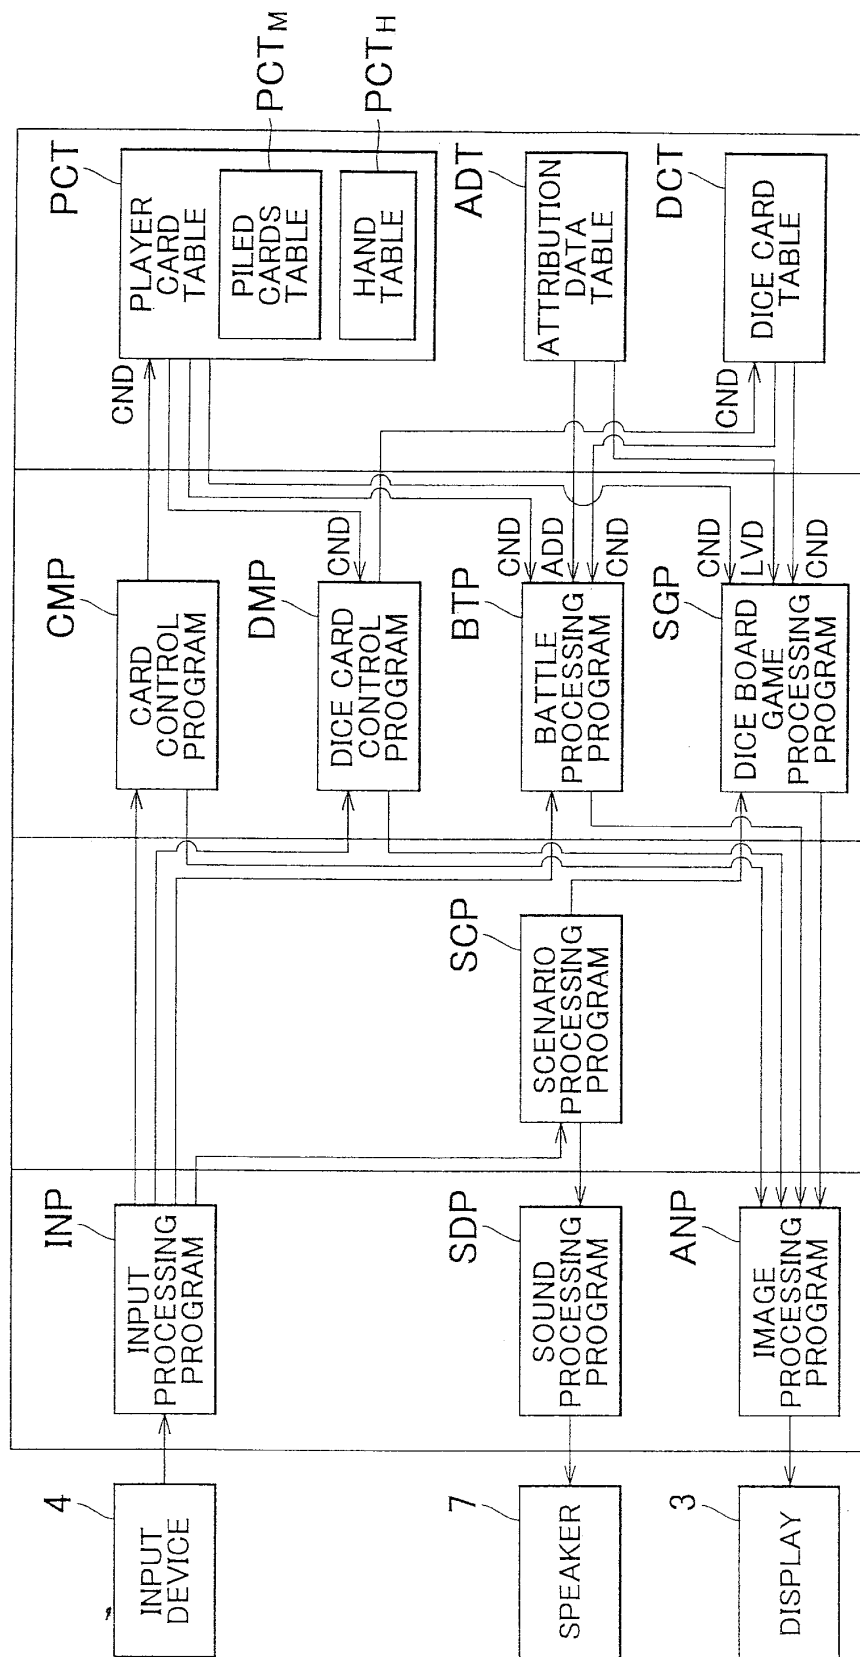 4
INPUT
DEVICE
7
SPEAKER
3
DISPLAY
INP
INPUT
PROCESSING
PROGRAM
SDP
SOUND
PROCESSING
PROGRAM
ANP
IMAGE
PROCESSING
PROGRAM
SCP
SCENARIO
PROCESSING
PROGRAM
CMP
CARD
CONTROL
PROGRAM
DMP
DICE CARD
CONTROL
PROGRAM
CND
BTP
BATTLE
PROCESSING
PROGRAM
CND
ADD
CND
SGP
DICE BOARD
GAME
PROCESSING
PROGRAM
CND
LVD
CND
PCT
PLAYER
CARD
TABLE
CND
PILED
CARDS
TABLE
PCTM
HAND
TABLE
PCTH
ADT
ATTRIBUTION
DATA
TABLE
DCT
DICE CARD
TABLE
CND